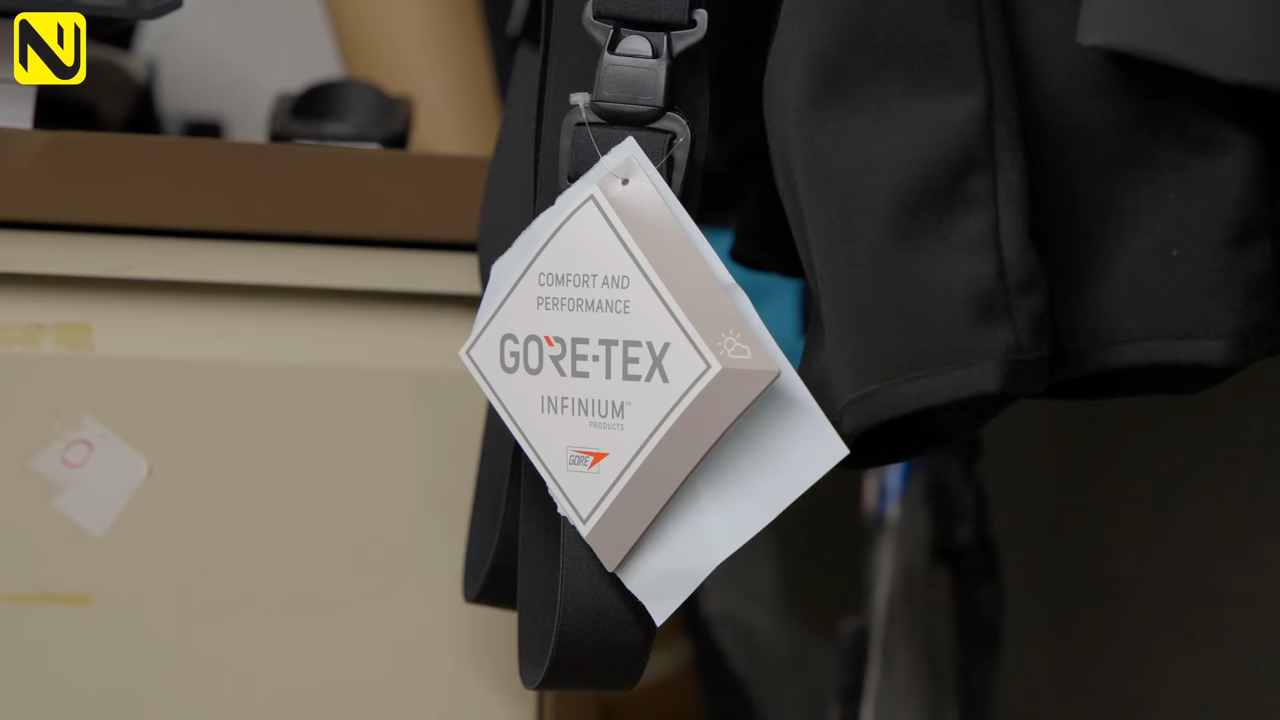 COMFORT AND
PERFORMANCE
GORE-TEX
INFINIUM™
PRODUCTS
GORE